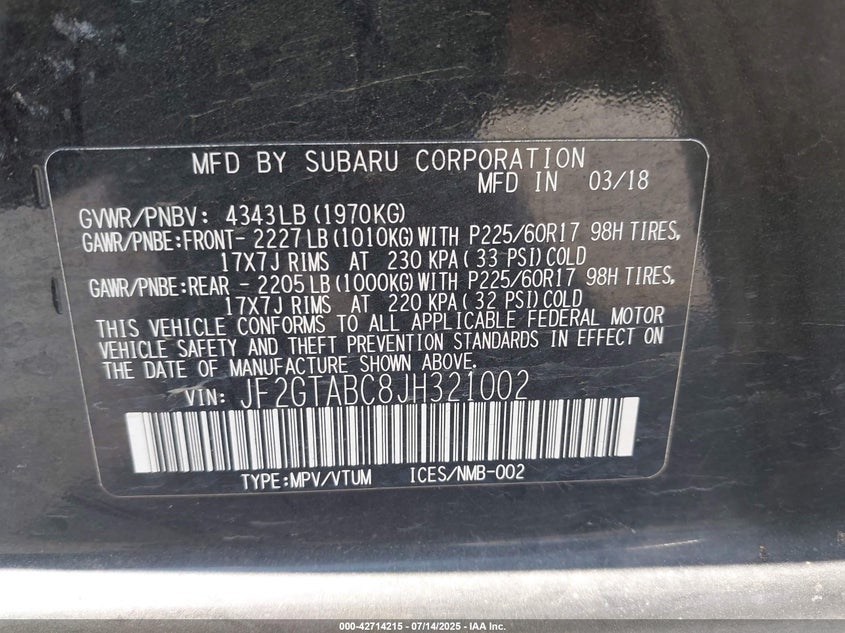 MFD BY SUBARU CORPORATION
MFD IN 03/18
GVWR/PNBV: 4343LB (1970KG)
GAWR/PNBE:FRONT- 2227LB (1010KG) WITH P225/60R17 98H TIRES,
17X7J RIMS AT 230 KPA ( 33 PSI) COLD
GAWR/PNBE:REAR - 2205LB (1000KG) WITH P225/60R17 98H TIRES,
17X7J RIMS AT 220 KPA ( 32 PSI) COLD
THIS VEHICLE CONFORMS TO ALL APPLICABLE FEDERAL MOTOR
VEHICLE SAFETY AND THEFT PREVENTION STANDARDS IN EFFECT ON
THE DATE OF MANUFACTURE SHOWN ABOVE.
VIN: JF2GTABC8JH321002
TYPE:MPV/VTUM ICES/NMB-002
000-42714215 - 07/14/2025 - IAA Inc.